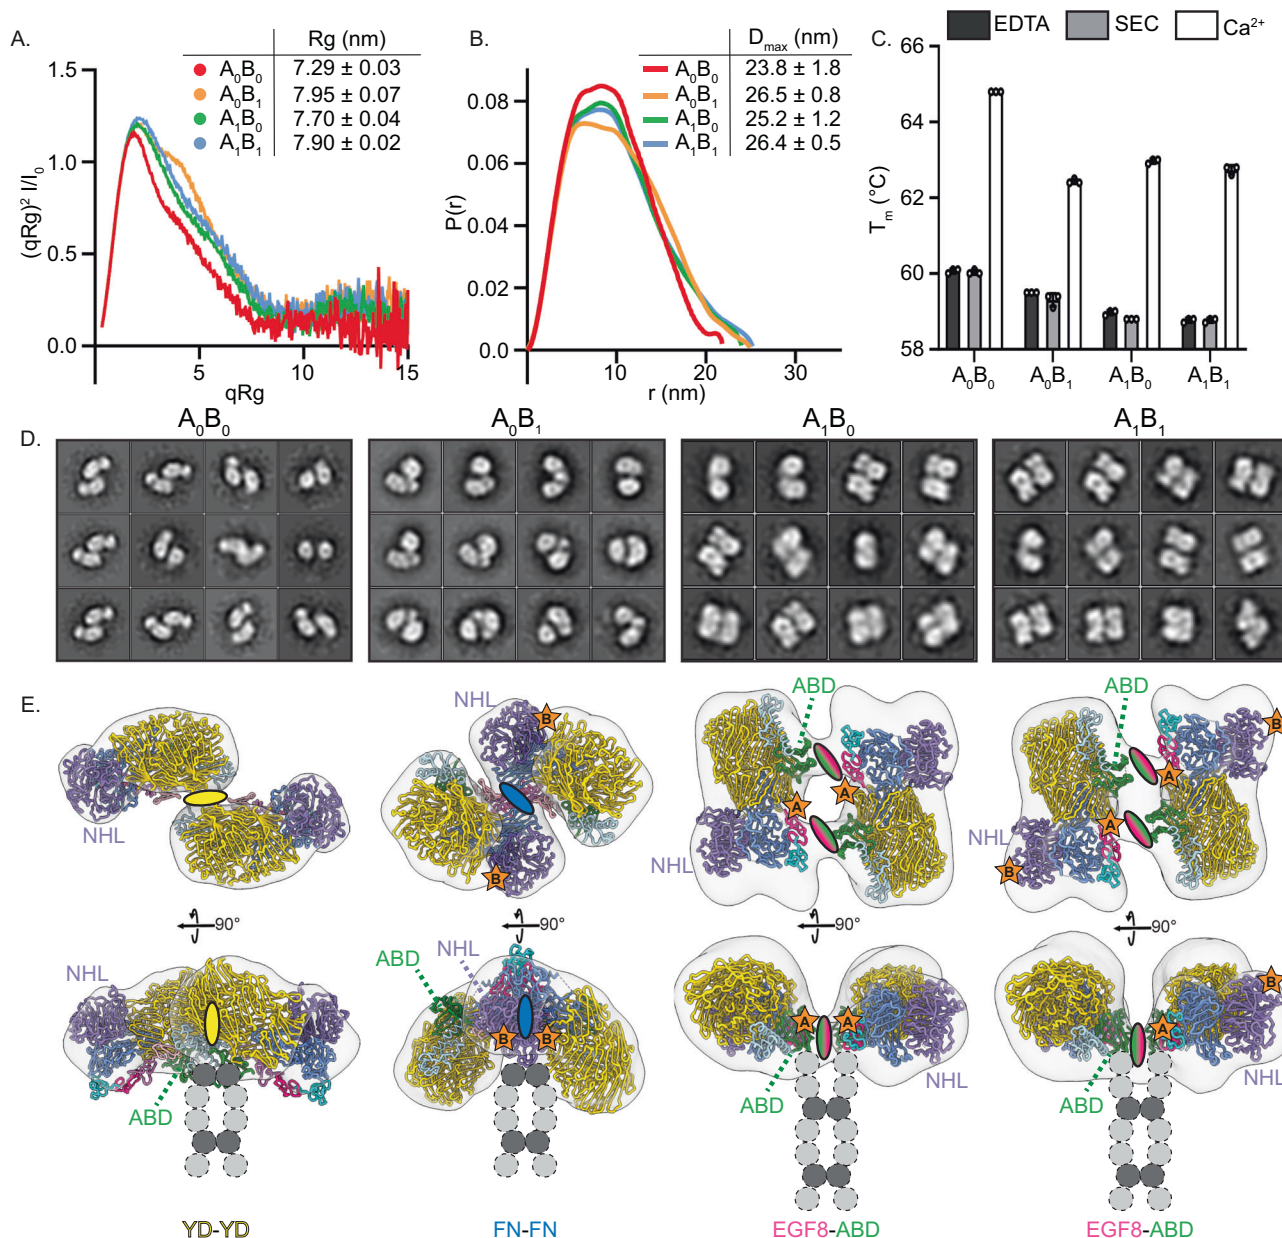 A.
Rg (nm)
A₀B₀ 7.29 ± 0.03
A₀B₁ 7.95 ± 0.07
A₁B₀ 7.70 ± 0.04
A₁B₁ 7.90 ± 0.02
1.5
1.0
0.5
0.0
(qRg)² I/I₀
5 10 15
qRg
B.
Dmax (nm)
A₀B₀ 23.8 ± 1.8
A₀B₁ 26.5 ± 0.8
A₁B₀ 25.2 ± 1.2
A₁B₁ 26.4 ± 0.5
0.08
0.06
0.04
0.02
0.0
P(r)
10 20 30
r (nm)
EDTA SEC Ca²⁺
C.
66
64
62
60
58
Tm (°C)
A₀B₀ A₀B₁ A₁B₀ A₁B₁
D.
A₀B₀ A₀B₁ A₁B₀ A₁B₁
E.
NHL
NHL
B
B
ABD
A
A
NHL
ABD
B
A
A
NHL
B
90°
90°
90°
90°
NHL
ABD
ABD
NHL
B
B
A
A
ABD
NHL
B
A
ABD
NHL
YD-YD
FN-FN
EGF8-ABD
EGF8-ABD